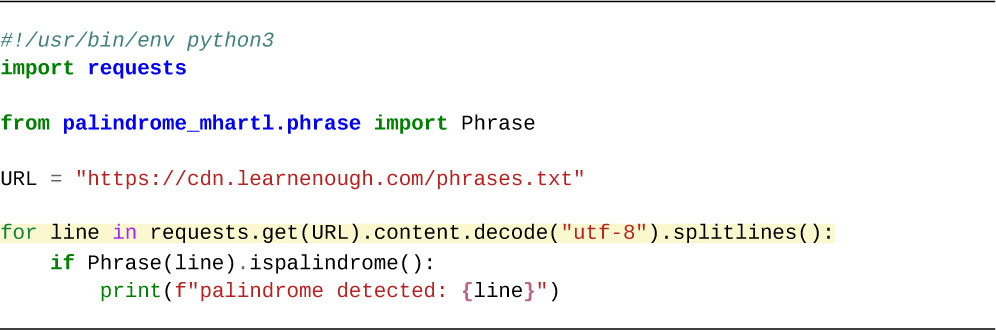 #!/usr/bin/env python3
import requests

from palindrome_mhartl.phrase import Phrase

URL = "https://cdn.learnenough.com/phrases.txt"

for line in requests.get(URL).content.decode("utf-8").splitlines():
    if Phrase(line).ispalindrome():
        print(f"palindrome detected: {line}")